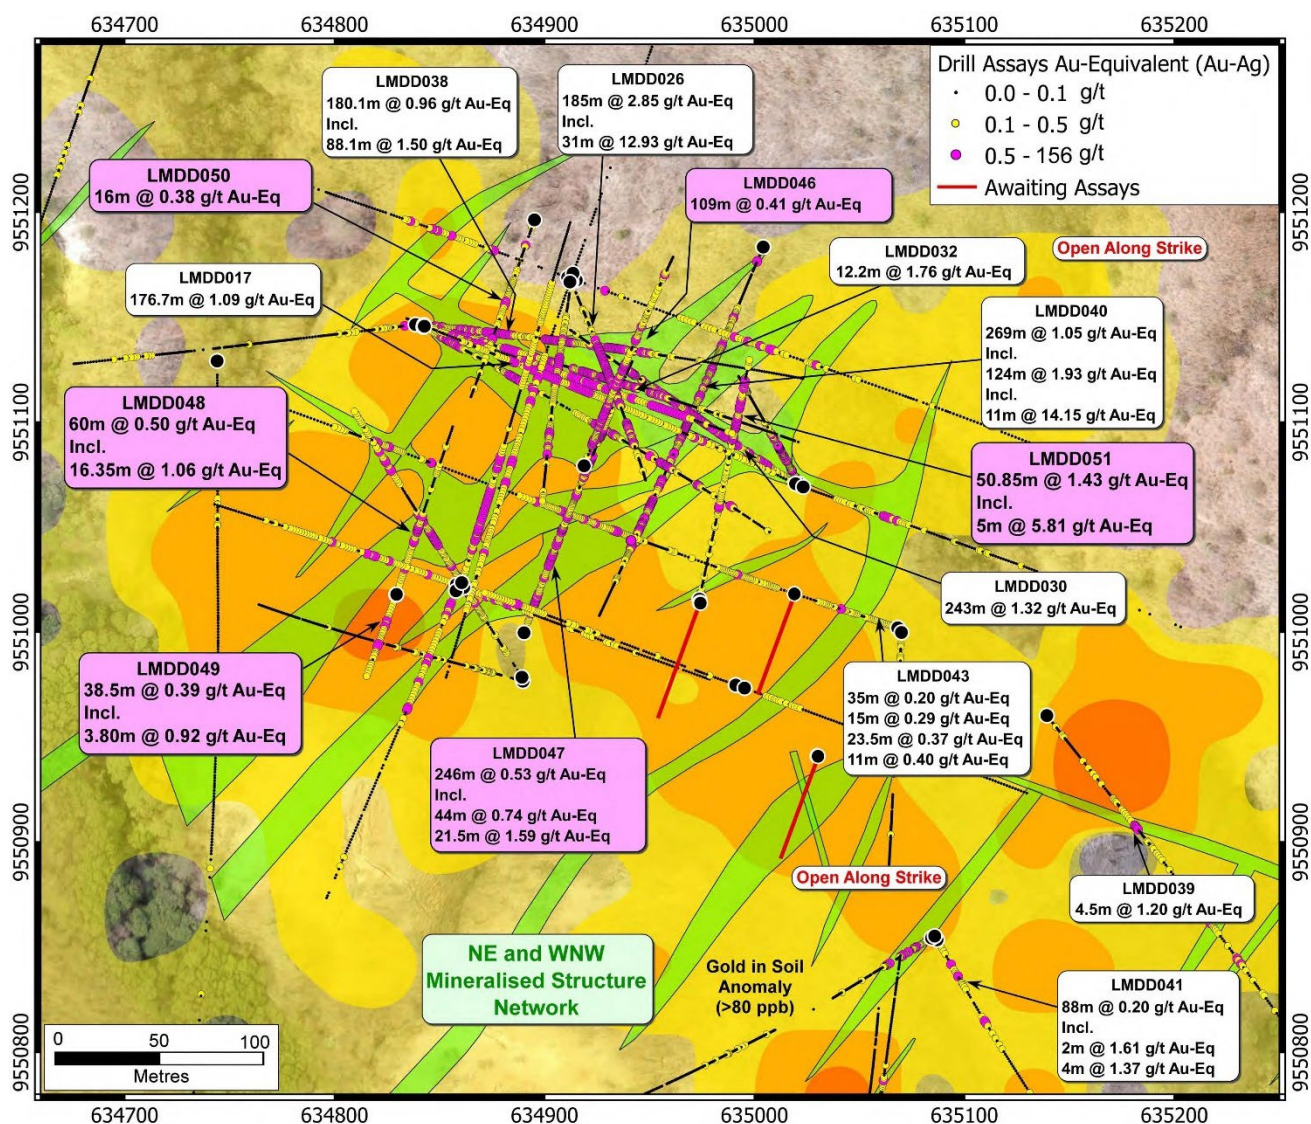 634700
634800
634900
635000
635100
635200
Drill Assays Au-Equivalent (Au-Ag)
0.0 - 0.1 g/t
0.1 - 0.5 g/t
0.5 - 156 g/t
Awaiting Assays
LMDD038
180.1m @ 0.96 g/t Au-Eq
Incl.
88.1m @ 1.50 g/t Au-Eq
LMDD026
185m @ 2.85 g/t Au-Eq
Incl.
31m @ 12.93 g/t Au-Eq
LMDD050
16m @ 0.38 g/t Au-Eq
LMDD046
109m @ 0.41 g/t Au-Eq
9551200
9551200
Open Along Strike
LMDD032
12.2m @ 1.76 g/t Au-Eq
LMDD017
176.7m @ 1.09 g/t Au-Eq
LMDD040
269m @ 1.05 g/t Au-Eq
Incl.
124m @ 1.93 g/t Au-Eq
Incl.
11m @ 14.15 g/t Au-Eq
9551100
9551100
LMDD048
60m @ 0.50 g/t Au-Eq
Incl.
16.35m @ 1.06 g/t Au-Eq
LMDD051
50.85m @ 1.43 g/t Au-Eq
Incl.
5m @ 5.81 g/t Au-Eq
LMDD030
243m @ 1.32 g/t Au-Eq
9551000
9551000
LMDD049
38.5m @ 0.39 g/t Au-Eq
Incl.
3.80m @ 0.92 g/t Au-Eq
LMDD043
35m @ 0.20 g/t Au-Eq
15m @ 0.29 g/t Au-Eq
23.5m @ 0.37 g/t Au-Eq
11m @ 0.40 g/t Au-Eq
LMDD047
246m @ 0.53 g/t Au-Eq
Incl.
44m @ 0.74 g/t Au-Eq
21.5m @ 1.59 g/t Au-Eq
9550900
9550900
Open Along Strike
LMDD039
4.5m @ 1.20 g/t Au-Eq
NE and WNW
Mineralised Structure
Network
Gold in Soil
Anomaly
(>80 ppb)
LMDD041
88m @ 0.20 g/t Au-Eq
Incl.
2m @ 1.61 g/t Au-Eq
4m @ 1.37 g/t Au-Eq
9550800
9550800
0 50 100
Metres
634700
634800
634900
635000
635100
635200